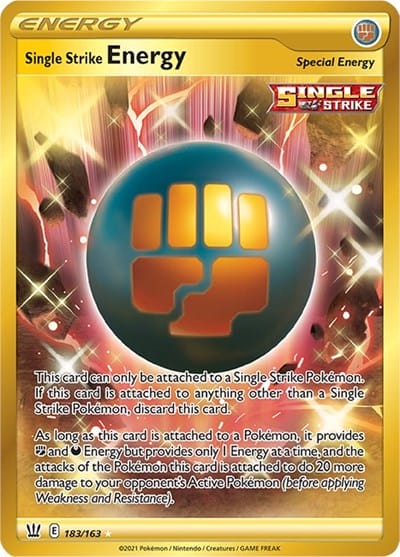 ENERGY
Single Strike Energy
Special Energy
SINGLE
STRIKE
This card can only be attached to a Single Strike Pokémon.
If this card is attached to anything other than a Single
Strike Pokémon, discard this card.
As long as this card is attached to a Pokémon, it provides
and Energy but provides only 1 Energy at a time, and the
attacks of the Pokémon this card is attached to do 20 more
damage to your opponent's Active Pokémon (before applying
Weakness and Resistance).
E 183/163
©2021 Pokémon / Nintendo / Creatures / GAME FREAK